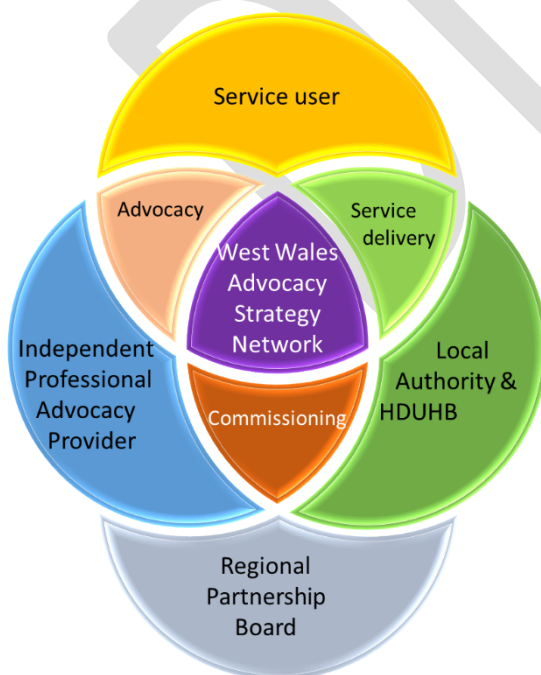 Service user
Advocacy
Service
delivery
West Wales
Advocacy
Strategy
Network
Independent
Professional
Advocacy
Provider
Local
Authority &
HDUHB
Commissioning
Regional
Partnership
Board